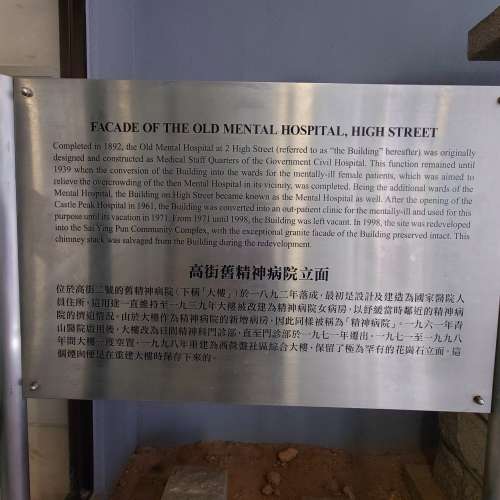 FACADE OF THE OLD MENTAL HOSPITAL, HIGH STREET
Completed in 1892, the Old Mental Hospital at 2 High Street (referred to as “the Building” hereafter) was originally
designed and constructed as Medical Staff Quarters of the Government Civil Hospital. This function remained until
1939 when the conversion of the Building into the wards for the mentally-ill female patients, which was aimed to
relieve the overcrowding of the then Mental Hospital in its vicinity, was completed. Being the additional wards of the
Mental Hospital, the Building on High Street became known as the Mental Hospital as well. After the opening of the
Castle Peak Hospital in 1961, the Building was converted into an out-patient clinic for the mentally-ill and used for this
purpose until its vacation in 1971. From 1971 until 1998, the Building was left vacant. In 1998, the site was redeveloped
into the Sai Ying Pun Community Complex, with the exceptional granite facade of the Building preserved intact. This
chimney stack was salvaged from the Building during the redevelopment.
高街舊精神病院立面
位於高街二號的舊精神病院（下稱「大樓」）於一八九二年落成，最初是設計及建造為國家醫院人
員住所，這用途一直維持至一九三九年大樓被改建為精神病院女病房，以舒緩當時鄰近的精神病
院的擠迫情況。由於大樓作為精神病院的新增病房，因此同樣被稱為「精神病院」。一九六一年青
山醫院啟用後，大樓改為日間精神科門診部，直至門診部於一九七一年遷出。一九七一至一九九八
年間大樓一度空置，一九九八年重建為西營盤社區綜合大樓，保留了極為罕有的花崗石立面。這
個煙囪便是在重建大樓時保存下來的。